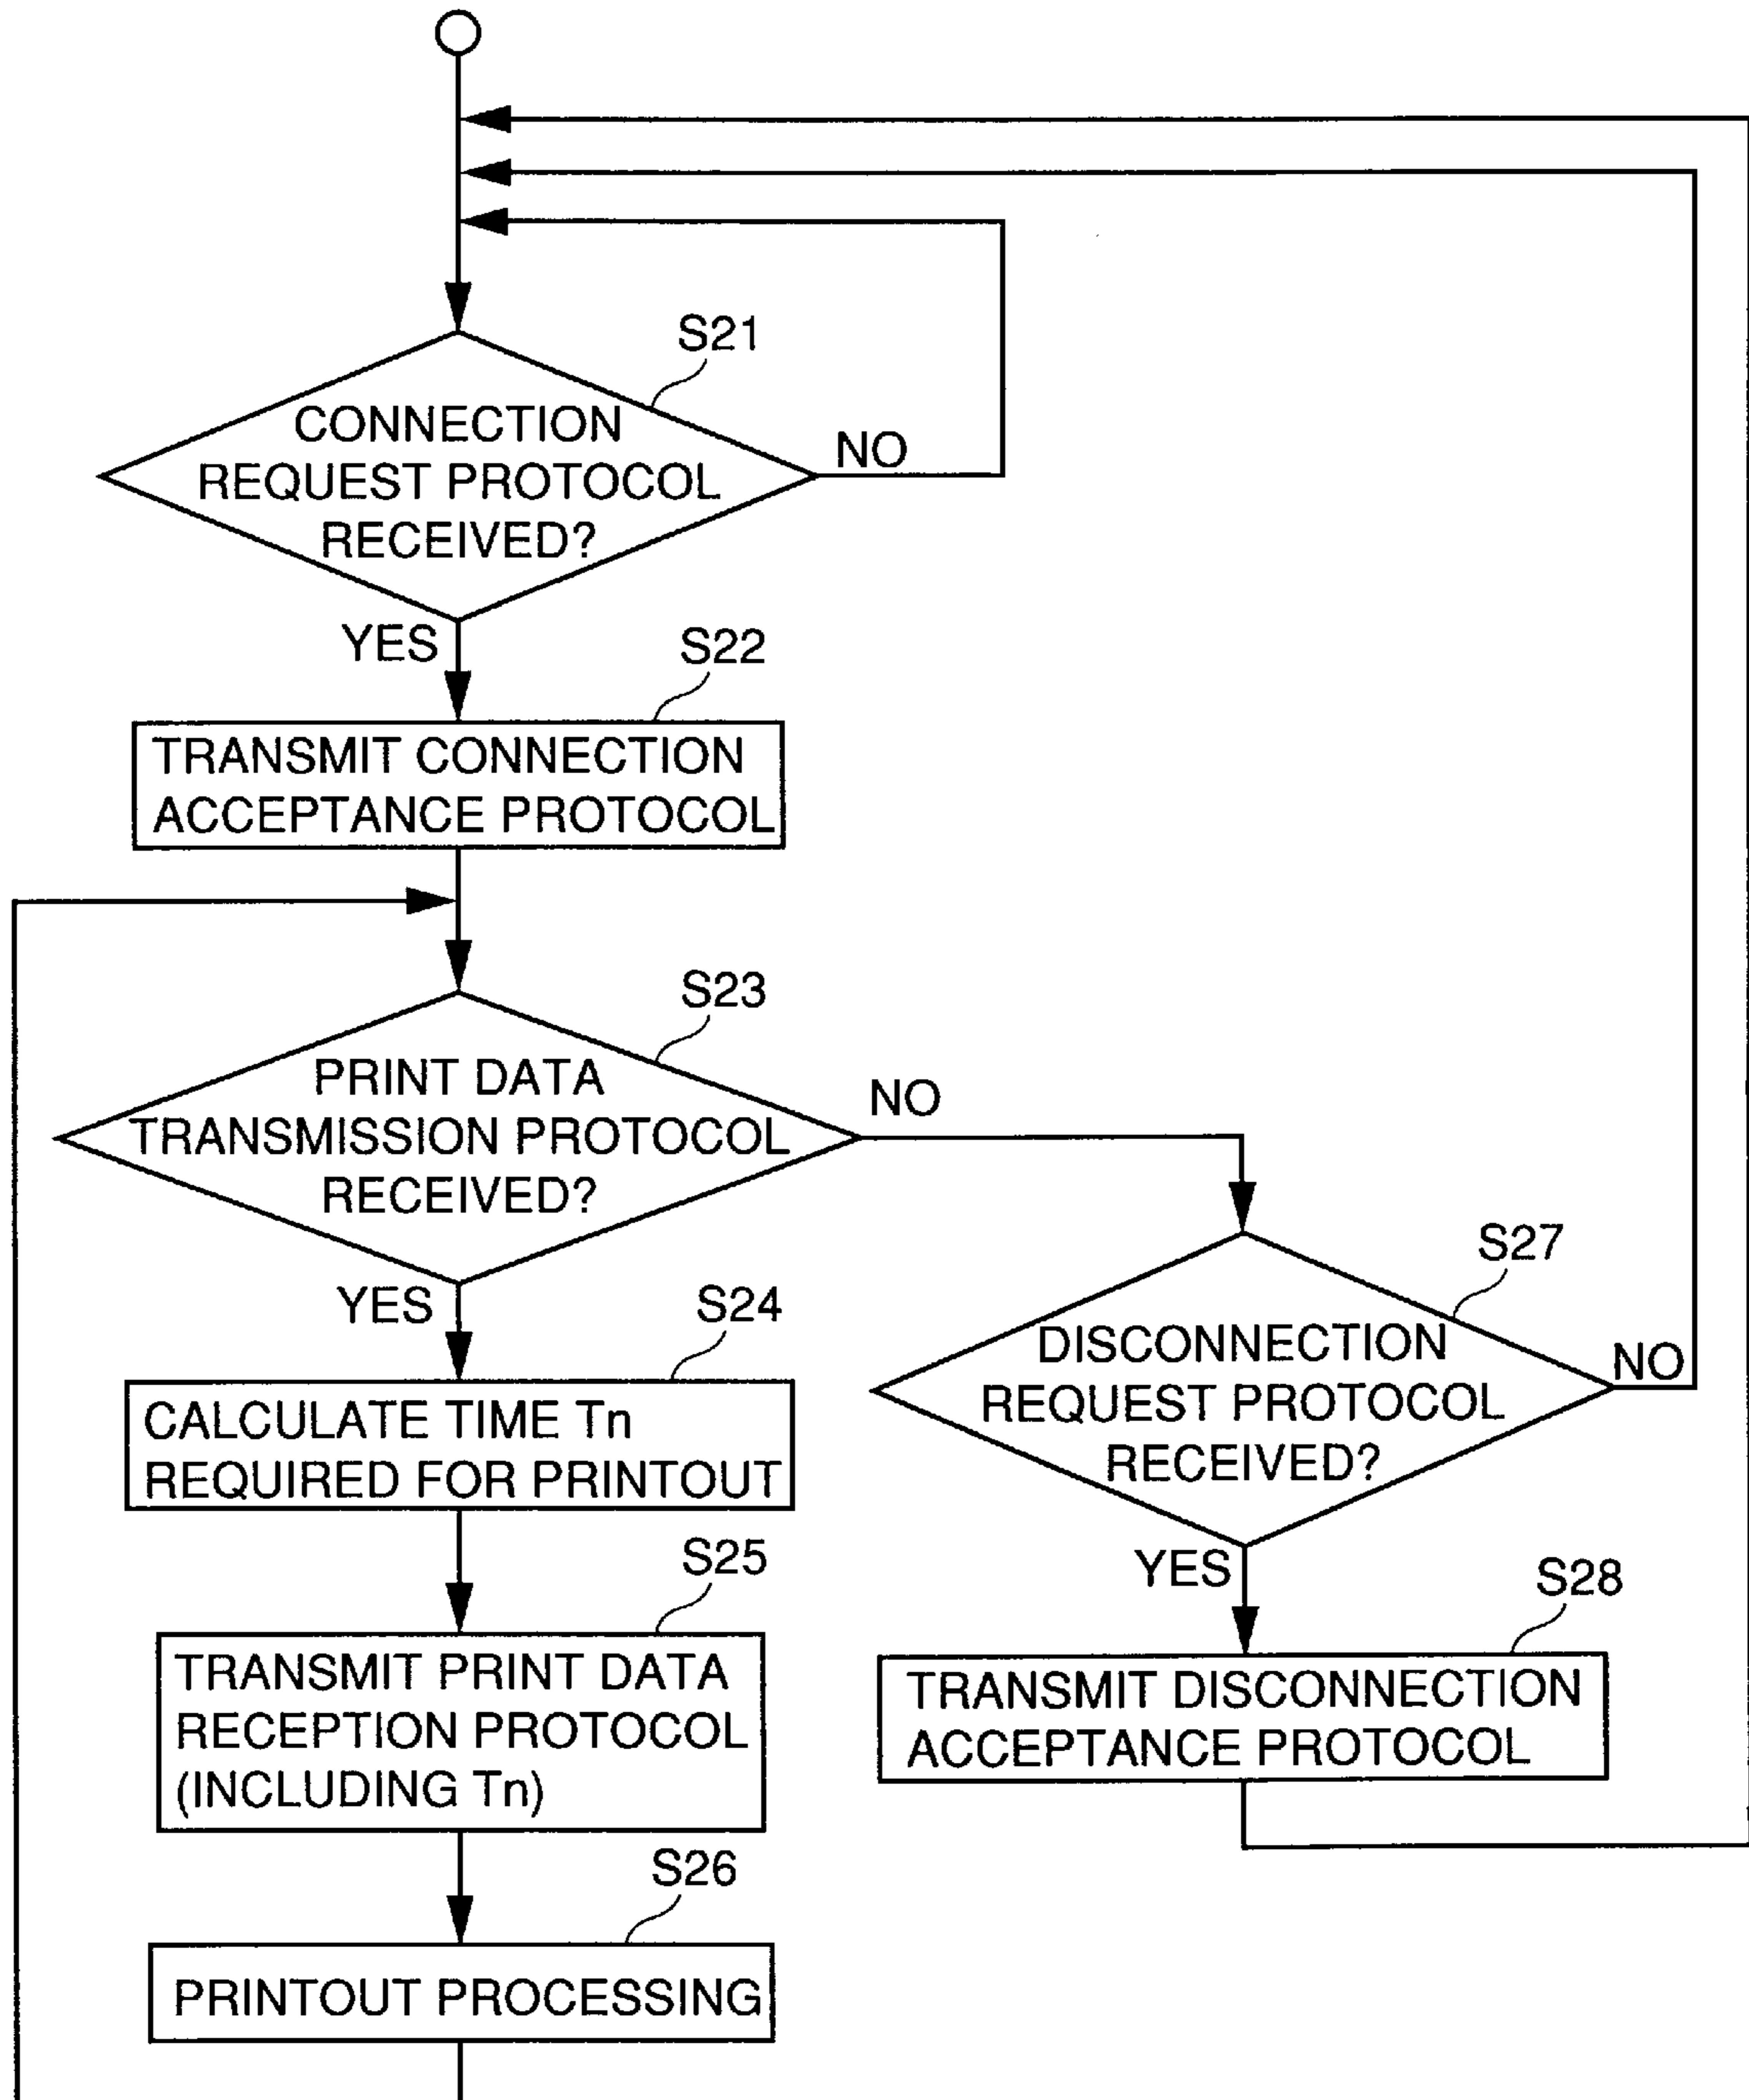 S21
CONNECTION
REQUEST PROTOCOL
RECEIVED?
NO
YES
S22
TRANSMIT CONNECTION
ACCEPTANCE PROTOCOL
S23
PRINT DATA
TRANSMISSION PROTOCOL
RECEIVED?
NO
YES
S24
CALCULATE TIME Tn
REQUIRED FOR PRINTOUT
S25
TRANSMIT PRINT DATA
RECEPTION PROTOCOL
(INCLUDING Tn)
S26
PRINTOUT PROCESSING
S27
DISCONNECTION
REQUEST PROTOCOL
RECEIVED?
NO
YES
S28
TRANSMIT DISCONNECTION
ACCEPTANCE PROTOCOL